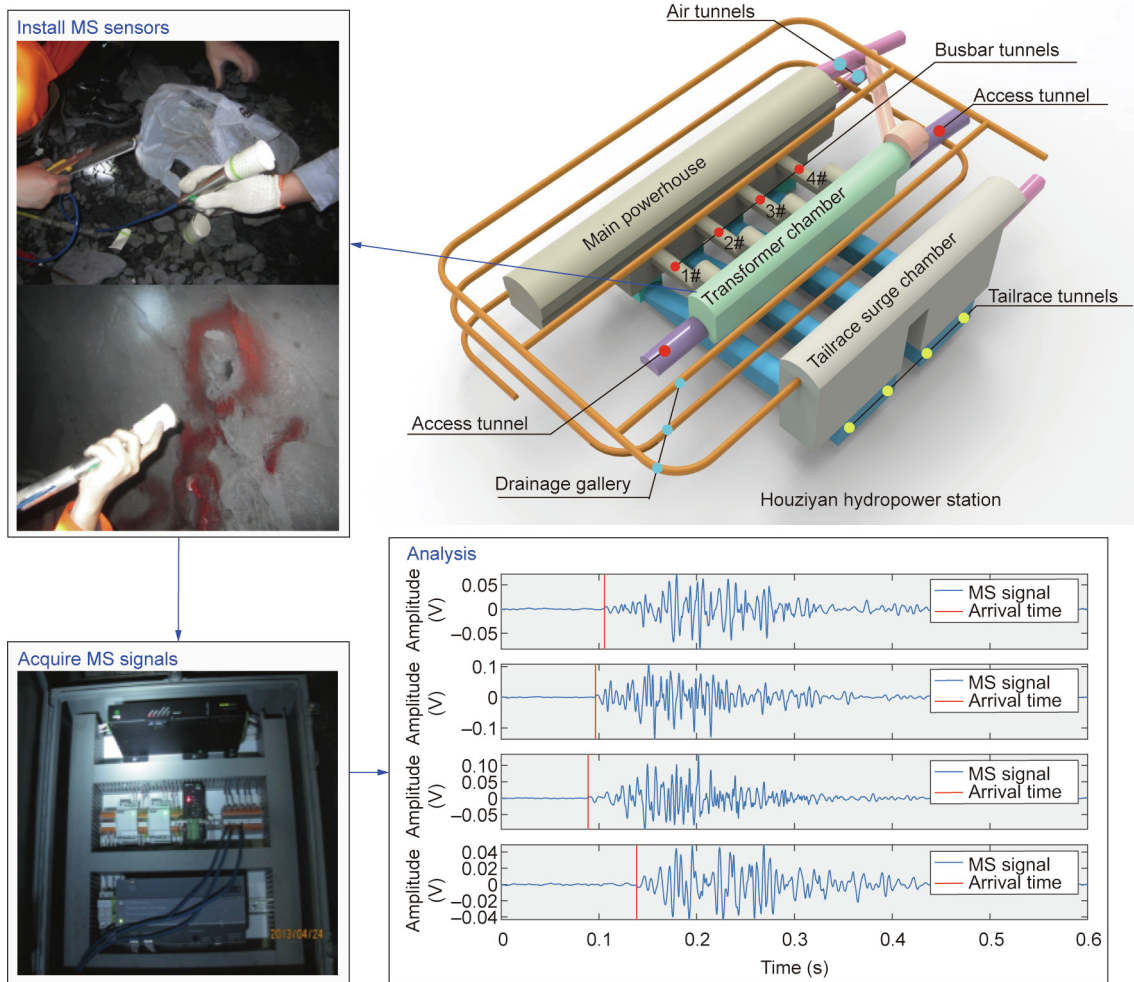 Install MS sensors
Air tunnels
Busbar tunnels
Access tunnel
Main powerhouse
4#
3#
2#
1#
Transformer chamber
Tailrace surge chamber
Tailrace tunnels
Access tunnel
Drainage gallery
Houziyan hydropower station
Acquire MS signals
2013/04/24
Analysis
Amplitude
(V)
0.05
0
–0.05
MS signal
Arrival time
Amplitude
(V)
0.1
0
–0.1
MS signal
Arrival time
Amplitude
(V)
0.10
0.05
0
–0.05
MS signal
Arrival time
Amplitude
(V)
0.04
0.02
0
–0.02
–0.04
MS signal
Arrival time
0 0.1 0.2 0.3 0.4 0.5 0.6
Time (s)